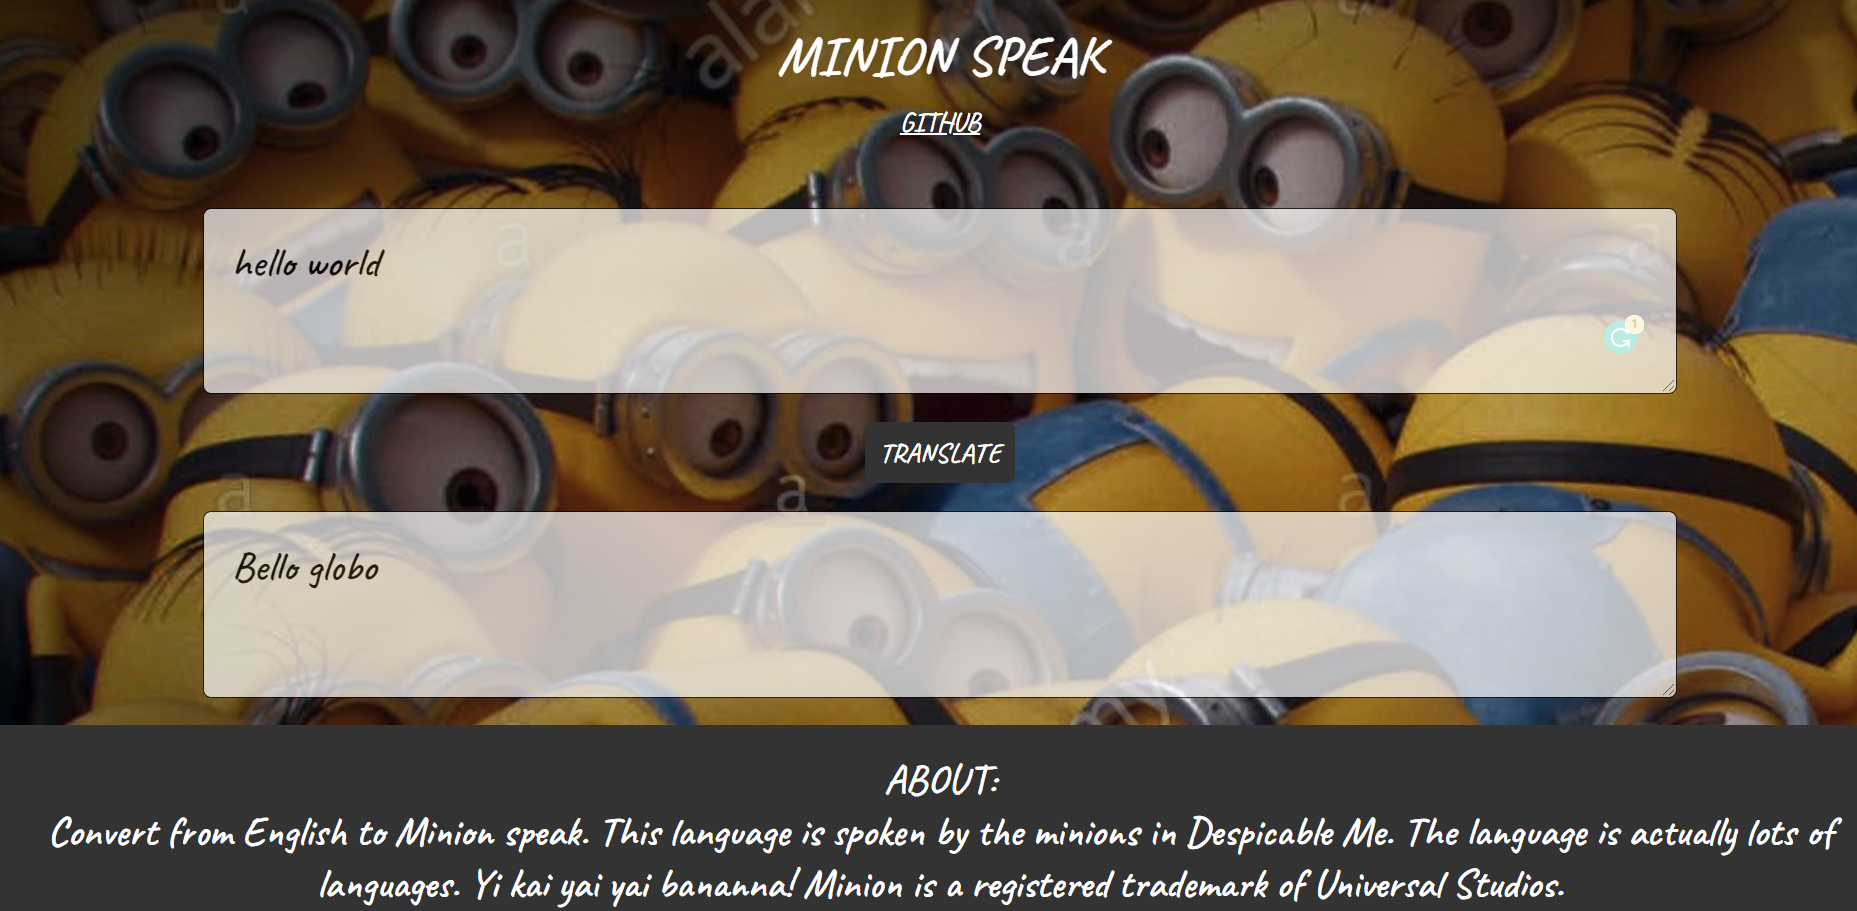 MINION SPEAK
GITHUB
hello world
1
TRANSLATE
Bello globo
ABOUT:
Convert from English to Minion speak. This language is spoken by the minions in Despicable Me. The language is actually lots of
languages. Yi kai yai yai bananna! Minion is a registered trademark of Universal Studios.
a
a
a
a
a
a
my